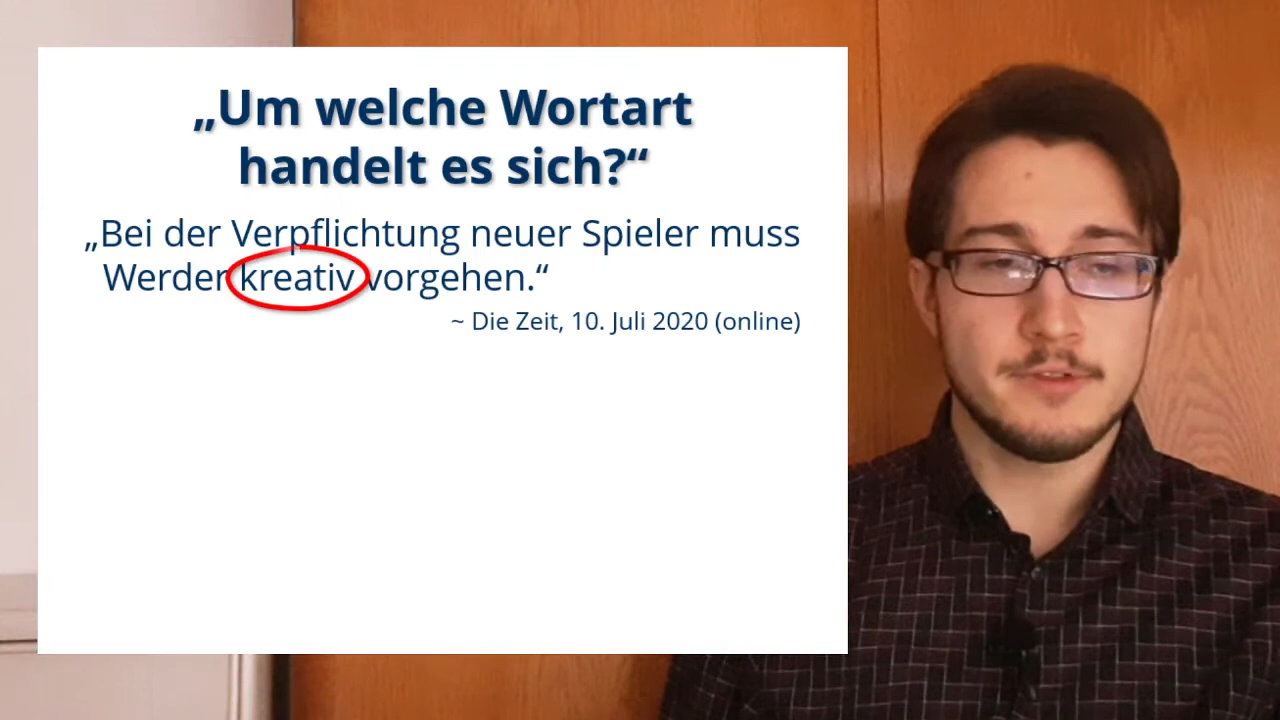 „Um welche Wortart
handelt es sich?“
„Bei der Verpflichtung neuer Spieler muss
Werder kreativ vorgehen.“
~ Die Zeit, 10. Juli 2020 (online)